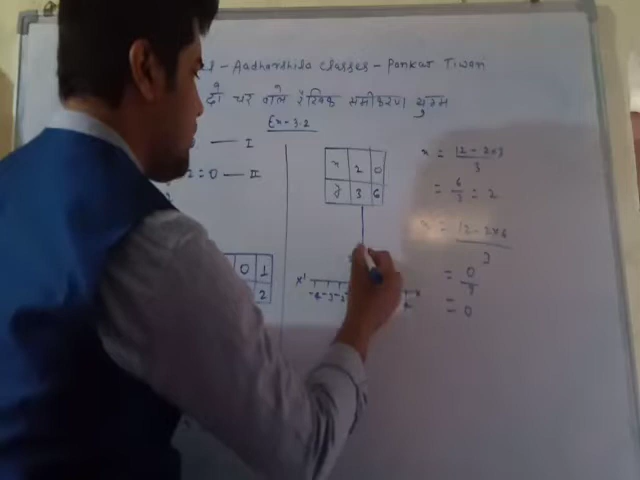 - Aadharshila Classes - Pankaj Tiwari
दो चर वाले रैखिक समीकरण युग्म
Ex-3.2
— I
2=0 — II
x 2 0
y 3 6
x = 12-2×3 / 3
= 6/3 = 2
x = 12-2×6 / 3
= 0/3
= 0
0 1
2
x'